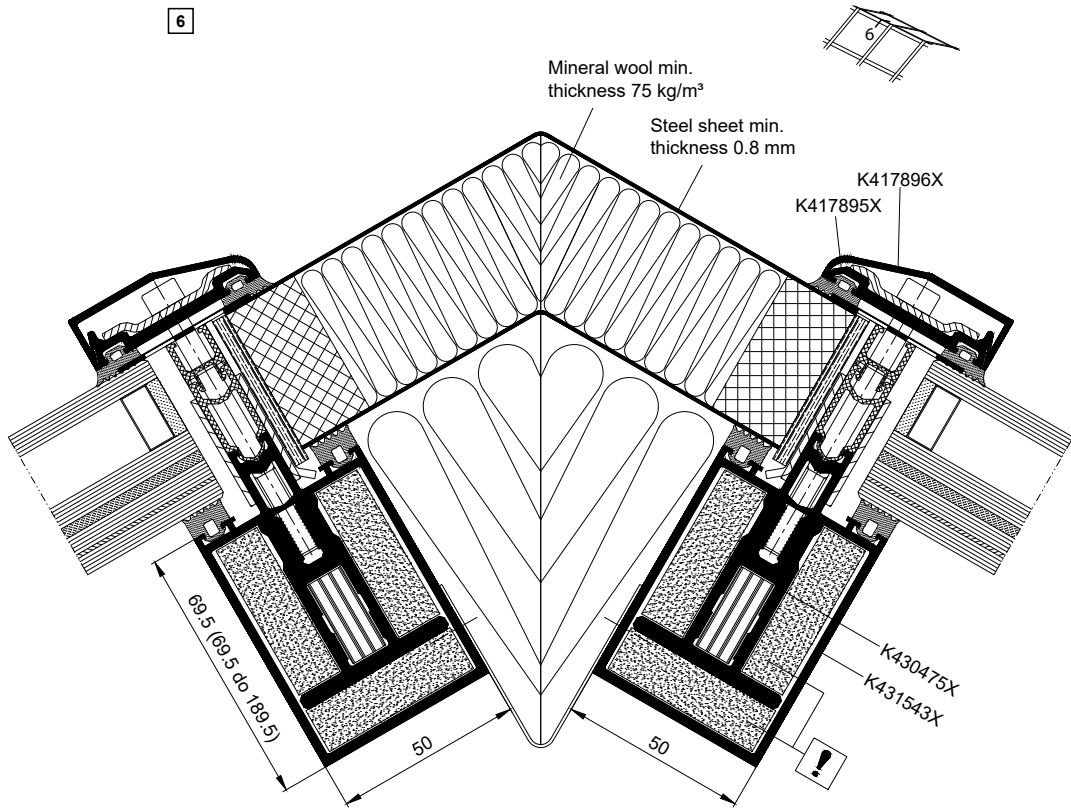 6
6
Mineral wool min.
thickness 75 kg/m³
Steel sheet min.
thickness 0.8 mm
K417896X
K417895X
69.5 (69.5 do 189.5)
50
50
K430475X
K431543X
!